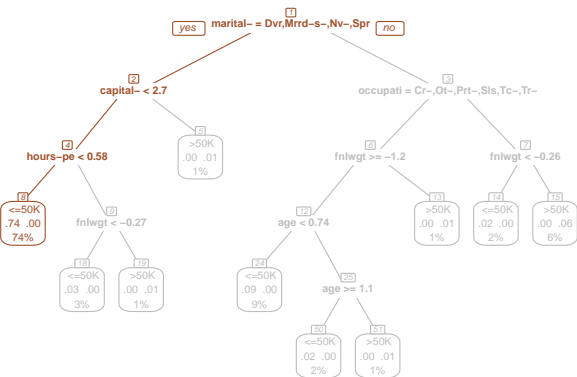 1
yes marital− = Dvr,Mrrd−s−,Nv−,Spr no
2
capital− < 2.7
3
occupati = Cr−,Ot−,Prt−,Sls,Tc−,Tr−
4
hours−pe < 0.58
5
>50K
.00 .01
1%
6
fnlwgt >= −1.2
7
fnlwgt < −0.26
8
<=50K
.74 .00
74%
9
fnlwgt < −0.27
12
age < 0.74
13
>50K
.00 .01
1%
14
<=50K
.02 .00
2%
15
>50K
.00 .06
6%
18
<=50K
.03 .00
3%
19
>50K
.00 .01
1%
24
<=50K
.09 .00
9%
25
age >= 1.1
50
<=50K
.02 .00
2%
51
>50K
.00 .01
1%